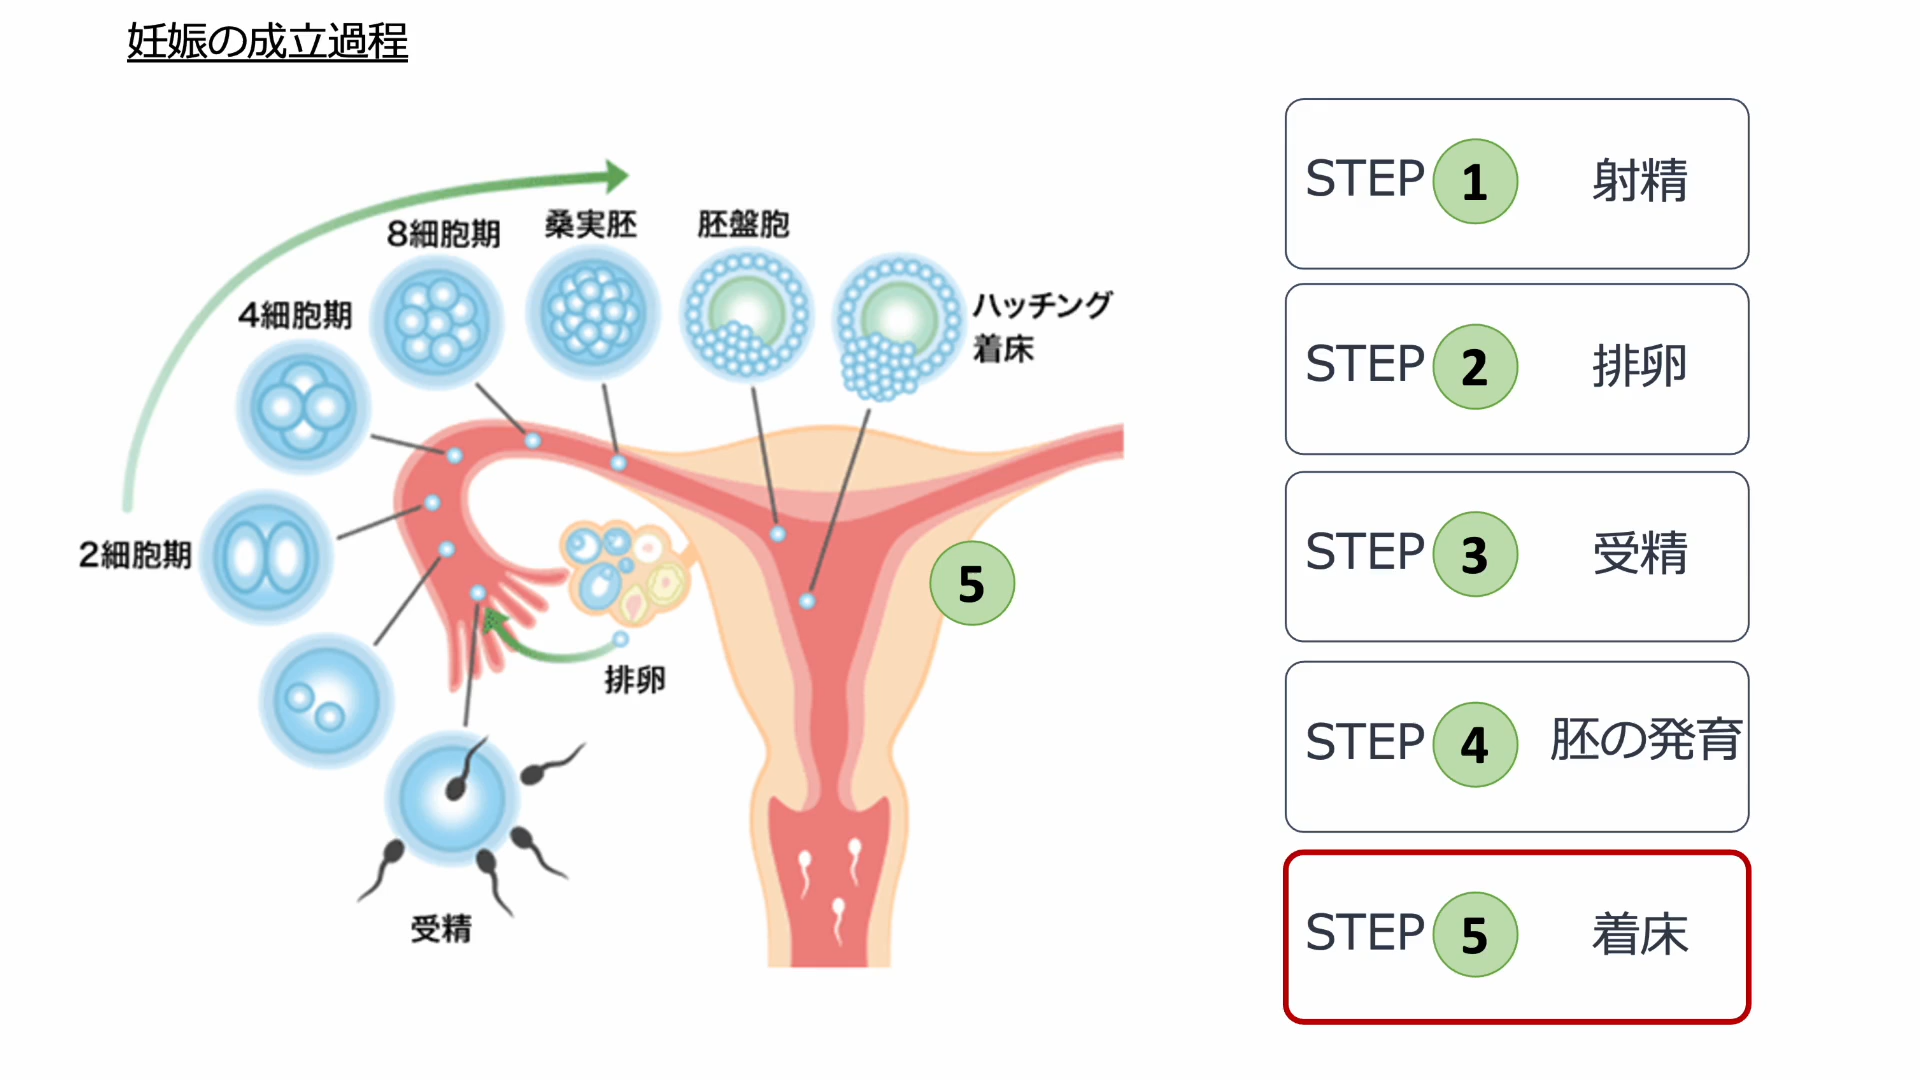 妊娠の成立過程
8細胞期
桑実胚
胚盤胞
4細胞期
ハッチング
着床
2細胞期
排卵
受精
5
STEP 1 射精
STEP 2 排卵
STEP 3 受精
STEP 4 胚の発育
STEP 5 着床